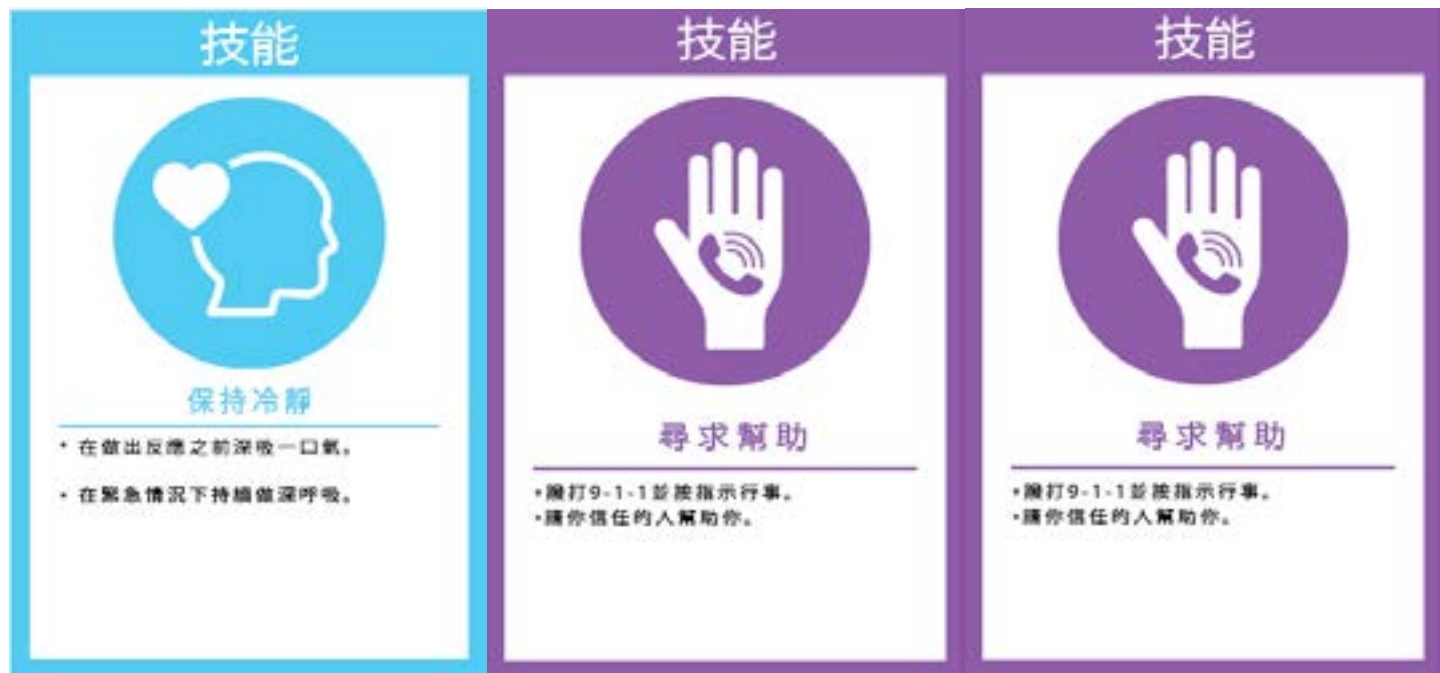 技能
保持冷靜
• 在做出反應之前深吸一口氣。
• 在緊急情況下持續做深呼吸。
技能
尋求幫助
•撥打9-1-1並按指示行事。
•請你信任的人幫助你。
技能
尋求幫助
•撥打9-1-1並按指示行事。
•請你信任的人幫助你。